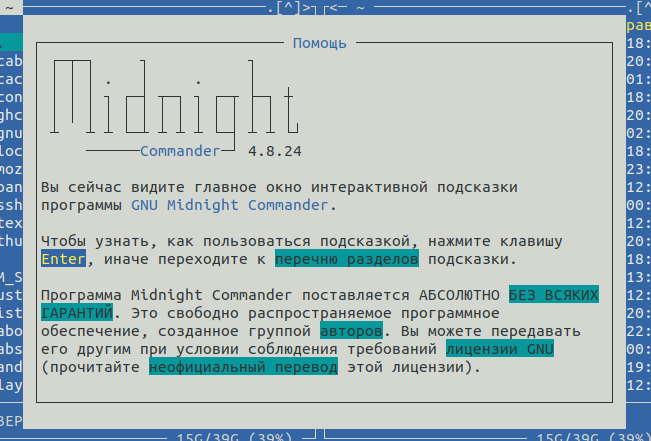 ~ .[^]>┐┌<─ ~ .[^
Помощь
Midnight
Commander 4.8.24
Вы сейчас видите главное окно интерактивной подсказки
программы GNU Midnight Commander.
Чтобы узнать, как пользоваться подсказкой, нажмите клавишу
Enter, иначе переходите к перечню разделов подсказки.
Программа Midnight Commander поставляется АБСОЛЮТНО БЕЗ ВСЯКИХ
ГАРАНТИЙ. Это свободно распространяемое программное
обеспечение, созданное группой авторов. Вы можете передавать
его другим при условии соблюдения требований лицензии GNU
(прочитайте неофициальный перевод этой лицензии).
15G/39G (39%) 15G/39G (39%)